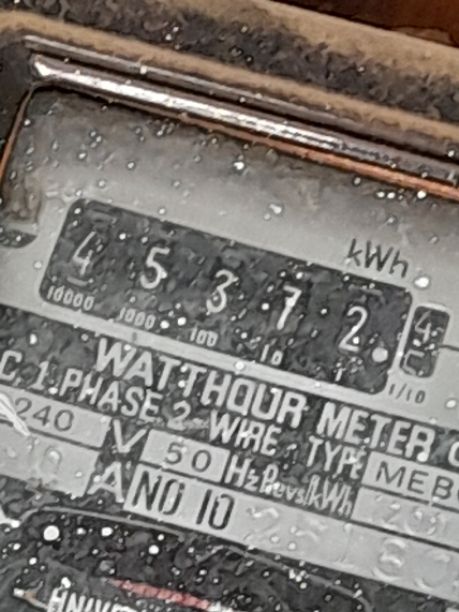 kWh
4 5 3 7 2 . 4
10000 1000 100 10 1 1/10
WATTHOUR METER
C. 1.PHASE 2 WIRE . TYPE MEB
240 V 50 Hz Revs/kWh
A NO 10